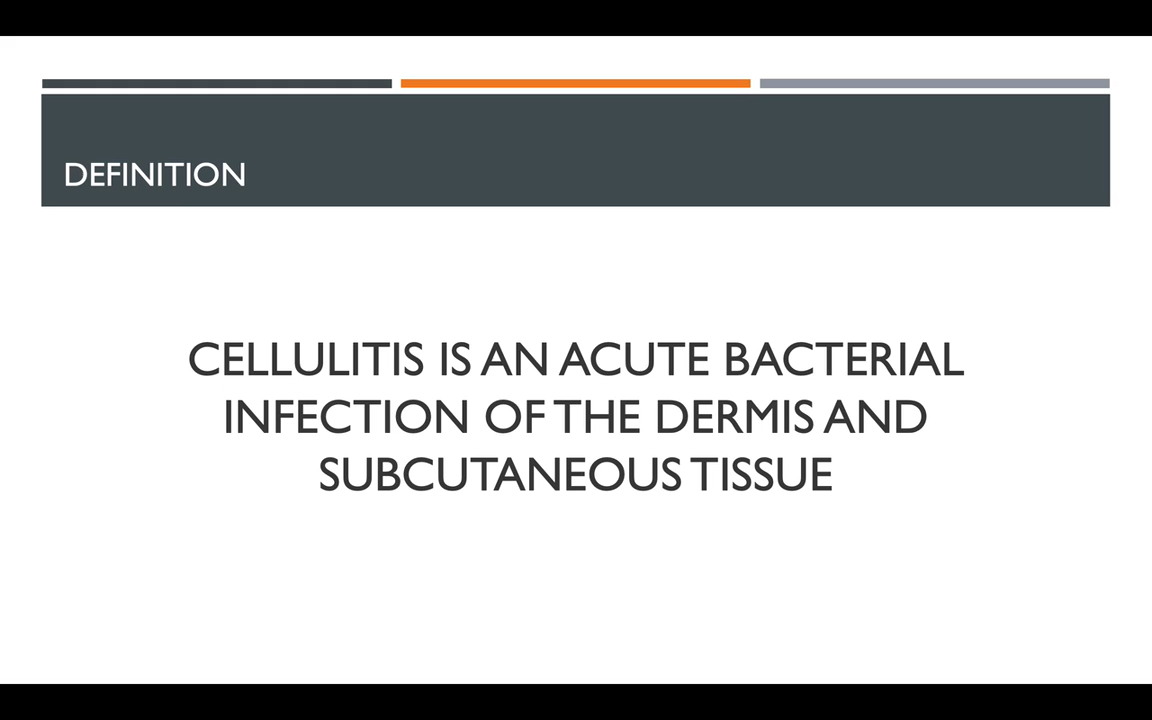 DEFINITION
CELLULITIS IS AN ACUTE BACTERIAL
INFECTION OF THE DERMIS AND
SUBCUTANEOUS TISSUE